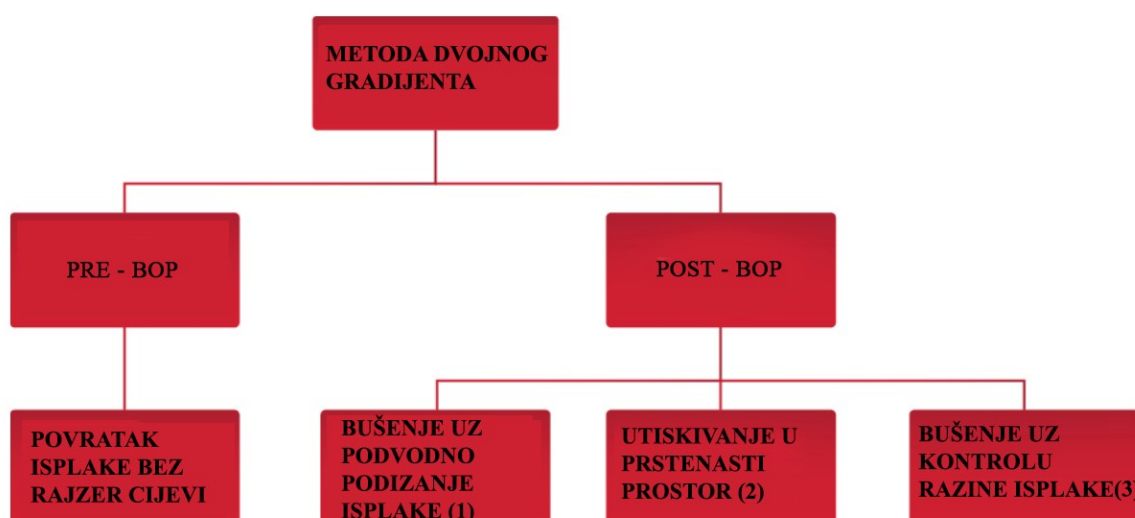 METODA DVOJNOG
GRADIJENTA
PRE - BOP
POST - BOP
POVRATAK
ISPLAKE BEZ
RAJZER CIJEVI
BUŠENJE UZ
PODVODNO
PODIZANJE
ISPLAKE (1)
UTISKIVANJE U
PRSTENASTI
PROSTOR (2)
BUŠENJE UZ
KONTROLU
RAZINE ISPLAKE(3)